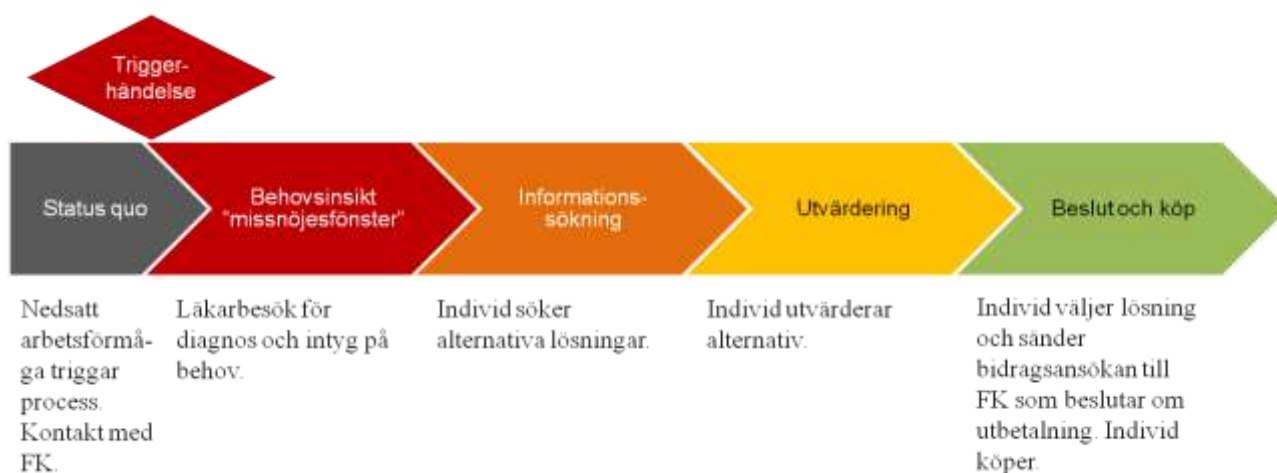 Trigger-
händelse
Status quo
Behovsinsikt
"missnöjesfönster"
Informations-
sökning
Utvärdering
Beslut och köp
Nedsatt
arbetsförmå-
ga triggar
process.
Kontakt med
FK.
Läkarbesök för
diagnos och intyg på
behov.
Individ söker
alternativa lösningar.
Individ utvärderar
alternativ.
Individ väljer lösning
och sänder
bidragsansökan till
FK som beslutar om
utbetalning. Individ
köper.